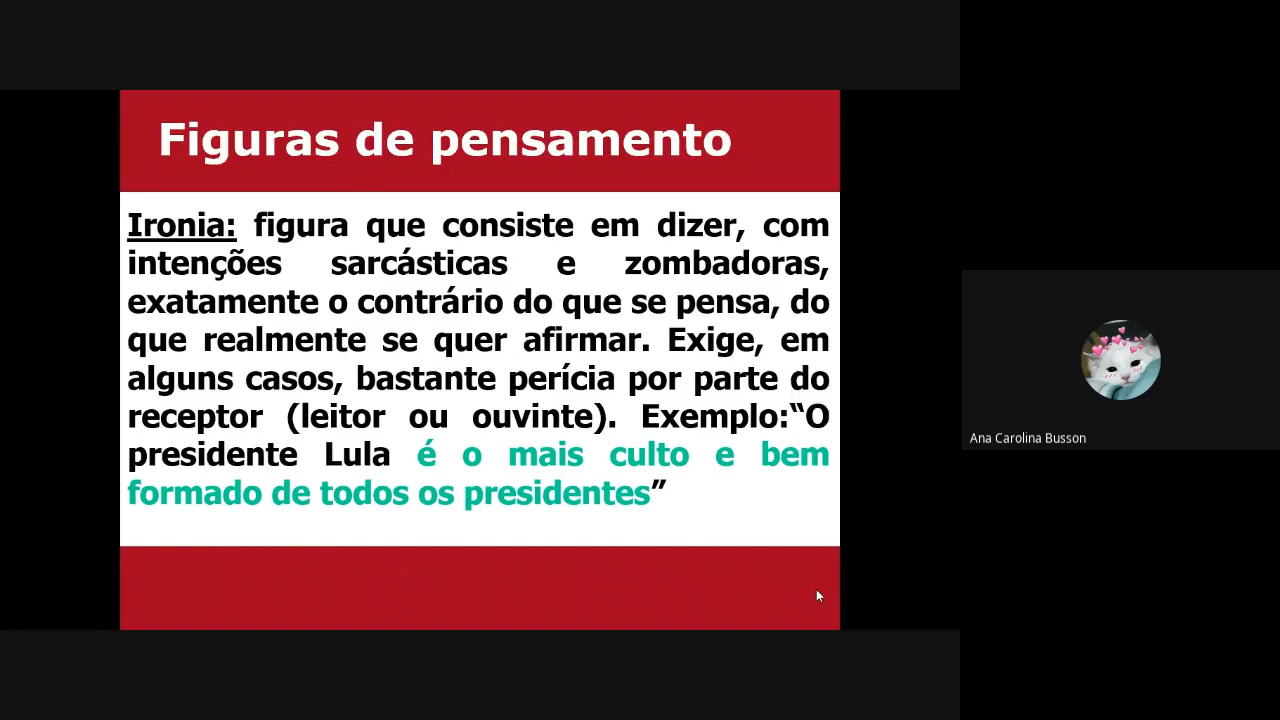 Figuras de pensamento
Ironia: figura que consiste em dizer, com
intenções sarcásticas e zombadoras,
exatamente o contrário do que se pensa, do
que realmente se quer afirmar. Exige, em
alguns casos, bastante perícia por parte do
receptor (leitor ou ouvinte). Exemplo:“O
presidente Lula é o mais culto e bem
formado de todos os presidentes”
Ana Carolina Busson